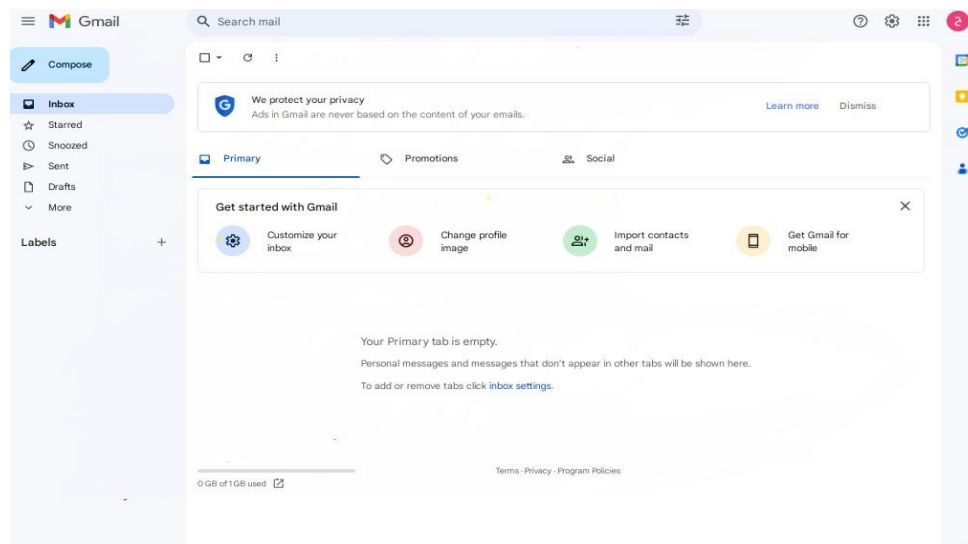 Gmail
Search mail
Compose
Inbox
Starred
Snoozed
Sent
Drafts
More
Labels
We protect your privacy
Ads in Gmail are never based on the content of your emails.
Learn more
Dismiss
Primary
Promotions
Social
Get started with Gmail
Customize your
inbox
Change profile
image
Import contacts
and mail
Get Gmail for
mobile
Your Primary tab is empty.
Personal messages and messages that don't appear in other tabs will be shown here.
To add or remove tabs click inbox settings.
0 GB of 1 GB used
Terms · Privacy · Program Policies